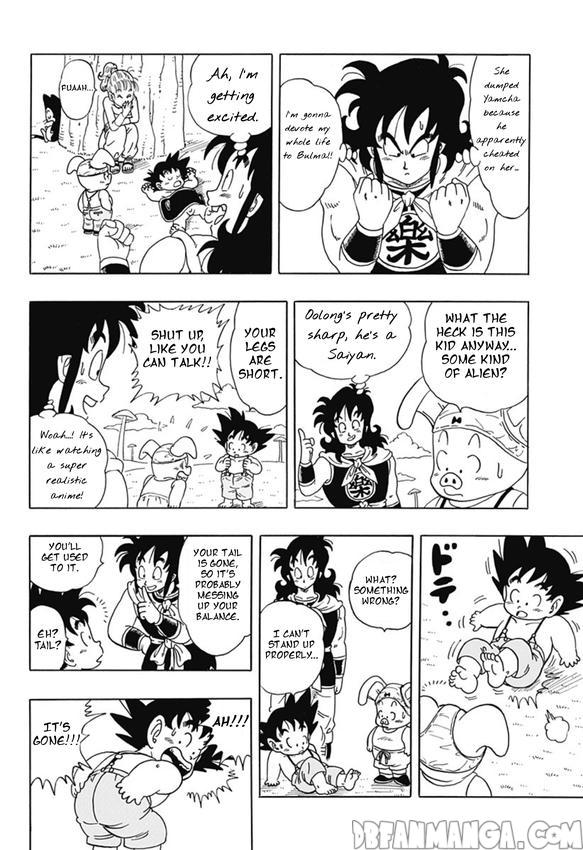 She
dumped
Yamcha
because
he
apparently
cheated
on
her..
I'm gonna
devote my
whole life
to Bulma!!
樂
Ah, I'm
getting
excited.
FUAAH...
WHAT THE
HECK IS THIS
KID ANYWAY...
SOME KIND
OF ALIEN?
Oolong's pretty
sharp, he's a
Saiyan.
樂
YOUR
LEGS
ARE
SHORT.
SHUT UP,
LIKE YOU
CAN TALK!!
Woah..! It's
like watching
a super
realistic
anime!
ドテ
WHAT?
SOMETHING
WRONG?
I CAN'T
STAND UP
PROPERLY...
YOUR TAIL
IS GONE,
SO IT'S
PROBABLY
MESSING
UP YOUR
BALANCE.
YOU'LL
GET USED
TO IT.
EH?
TAIL?
AH!!!
IT'S
GONE!!!
DBFANMANGA.COM